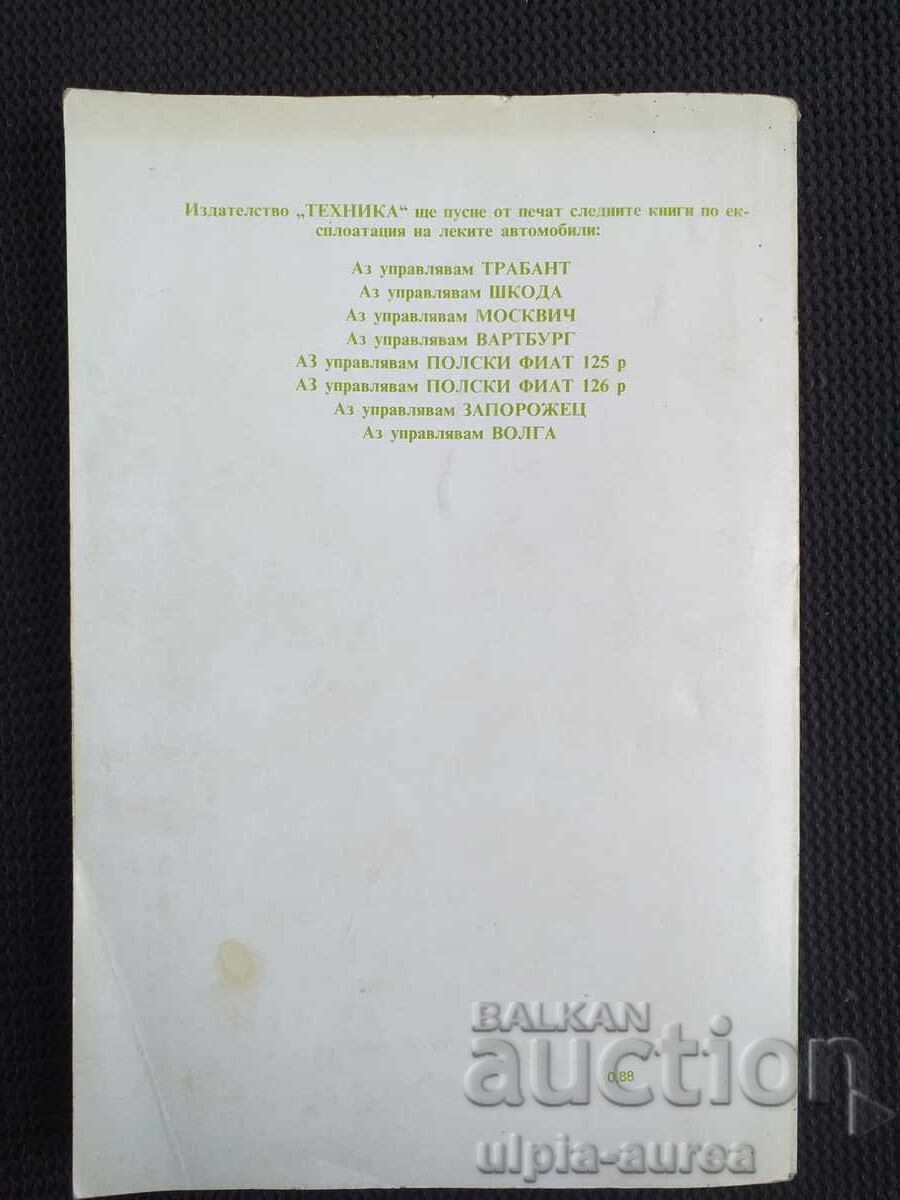 Издателство „ТЕХНИКА“ ще пусне от печат следните книги по ек-
сплоатация на леките автомобили:
Аз управлявам ТРАБАНТ
Аз управлявам ШКОДА
Аз управлявам МОСКВИЧ
Аз управлявам ВАРТБУРГ
АЗ управлявам ПОЛСКИ ФИАТ 125 р
АЗ управлявам ПОЛСКИ ФИАТ 126 р
Аз управлявам ЗАПОРОЖЕЦ
Аз управлявам ВОЛГА
BALKAN
auction
0,88
ulpia-aurea